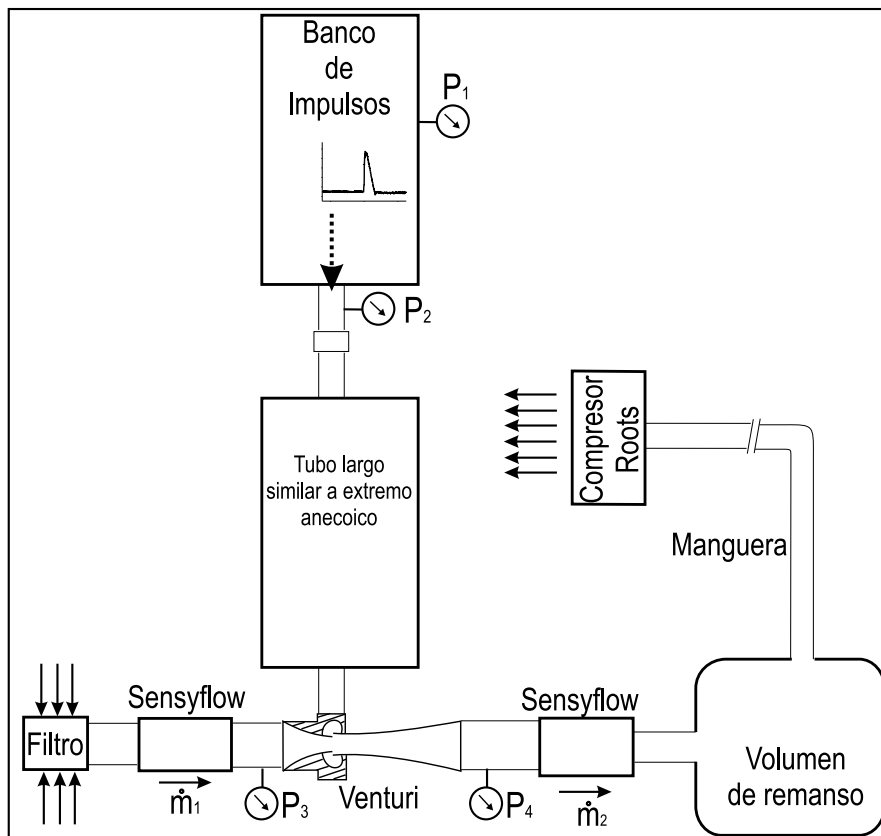 Banco
de
Impulsos
P1
P2
Tubo largo
similar a extremo
anecoico
Compresor
Roots
Manguera
Sensyflow
Filtro
ṁ1
P3
Venturi
P4
Sensyflow
ṁ2
Volumen
de remanso